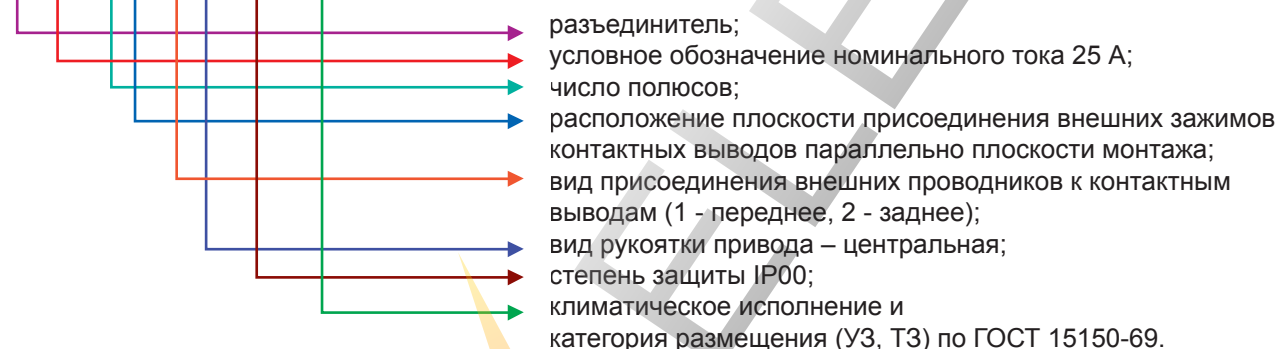 разъединитель;
условное обозначение номинального тока 25 А;
число полюсов;
расположение плоскости присоединения внешних зажимов
контактных выводов параллельно плоскости монтажа;
вид присоединения внешних проводников к контактным
выводам (1 - переднее, 2 - заднее);
вид рукоятки привода – центральная;
степень защиты IP00;
климатическое исполнение и
категория размещения (УЗ, ТЗ) по ГОСТ 15150-69.